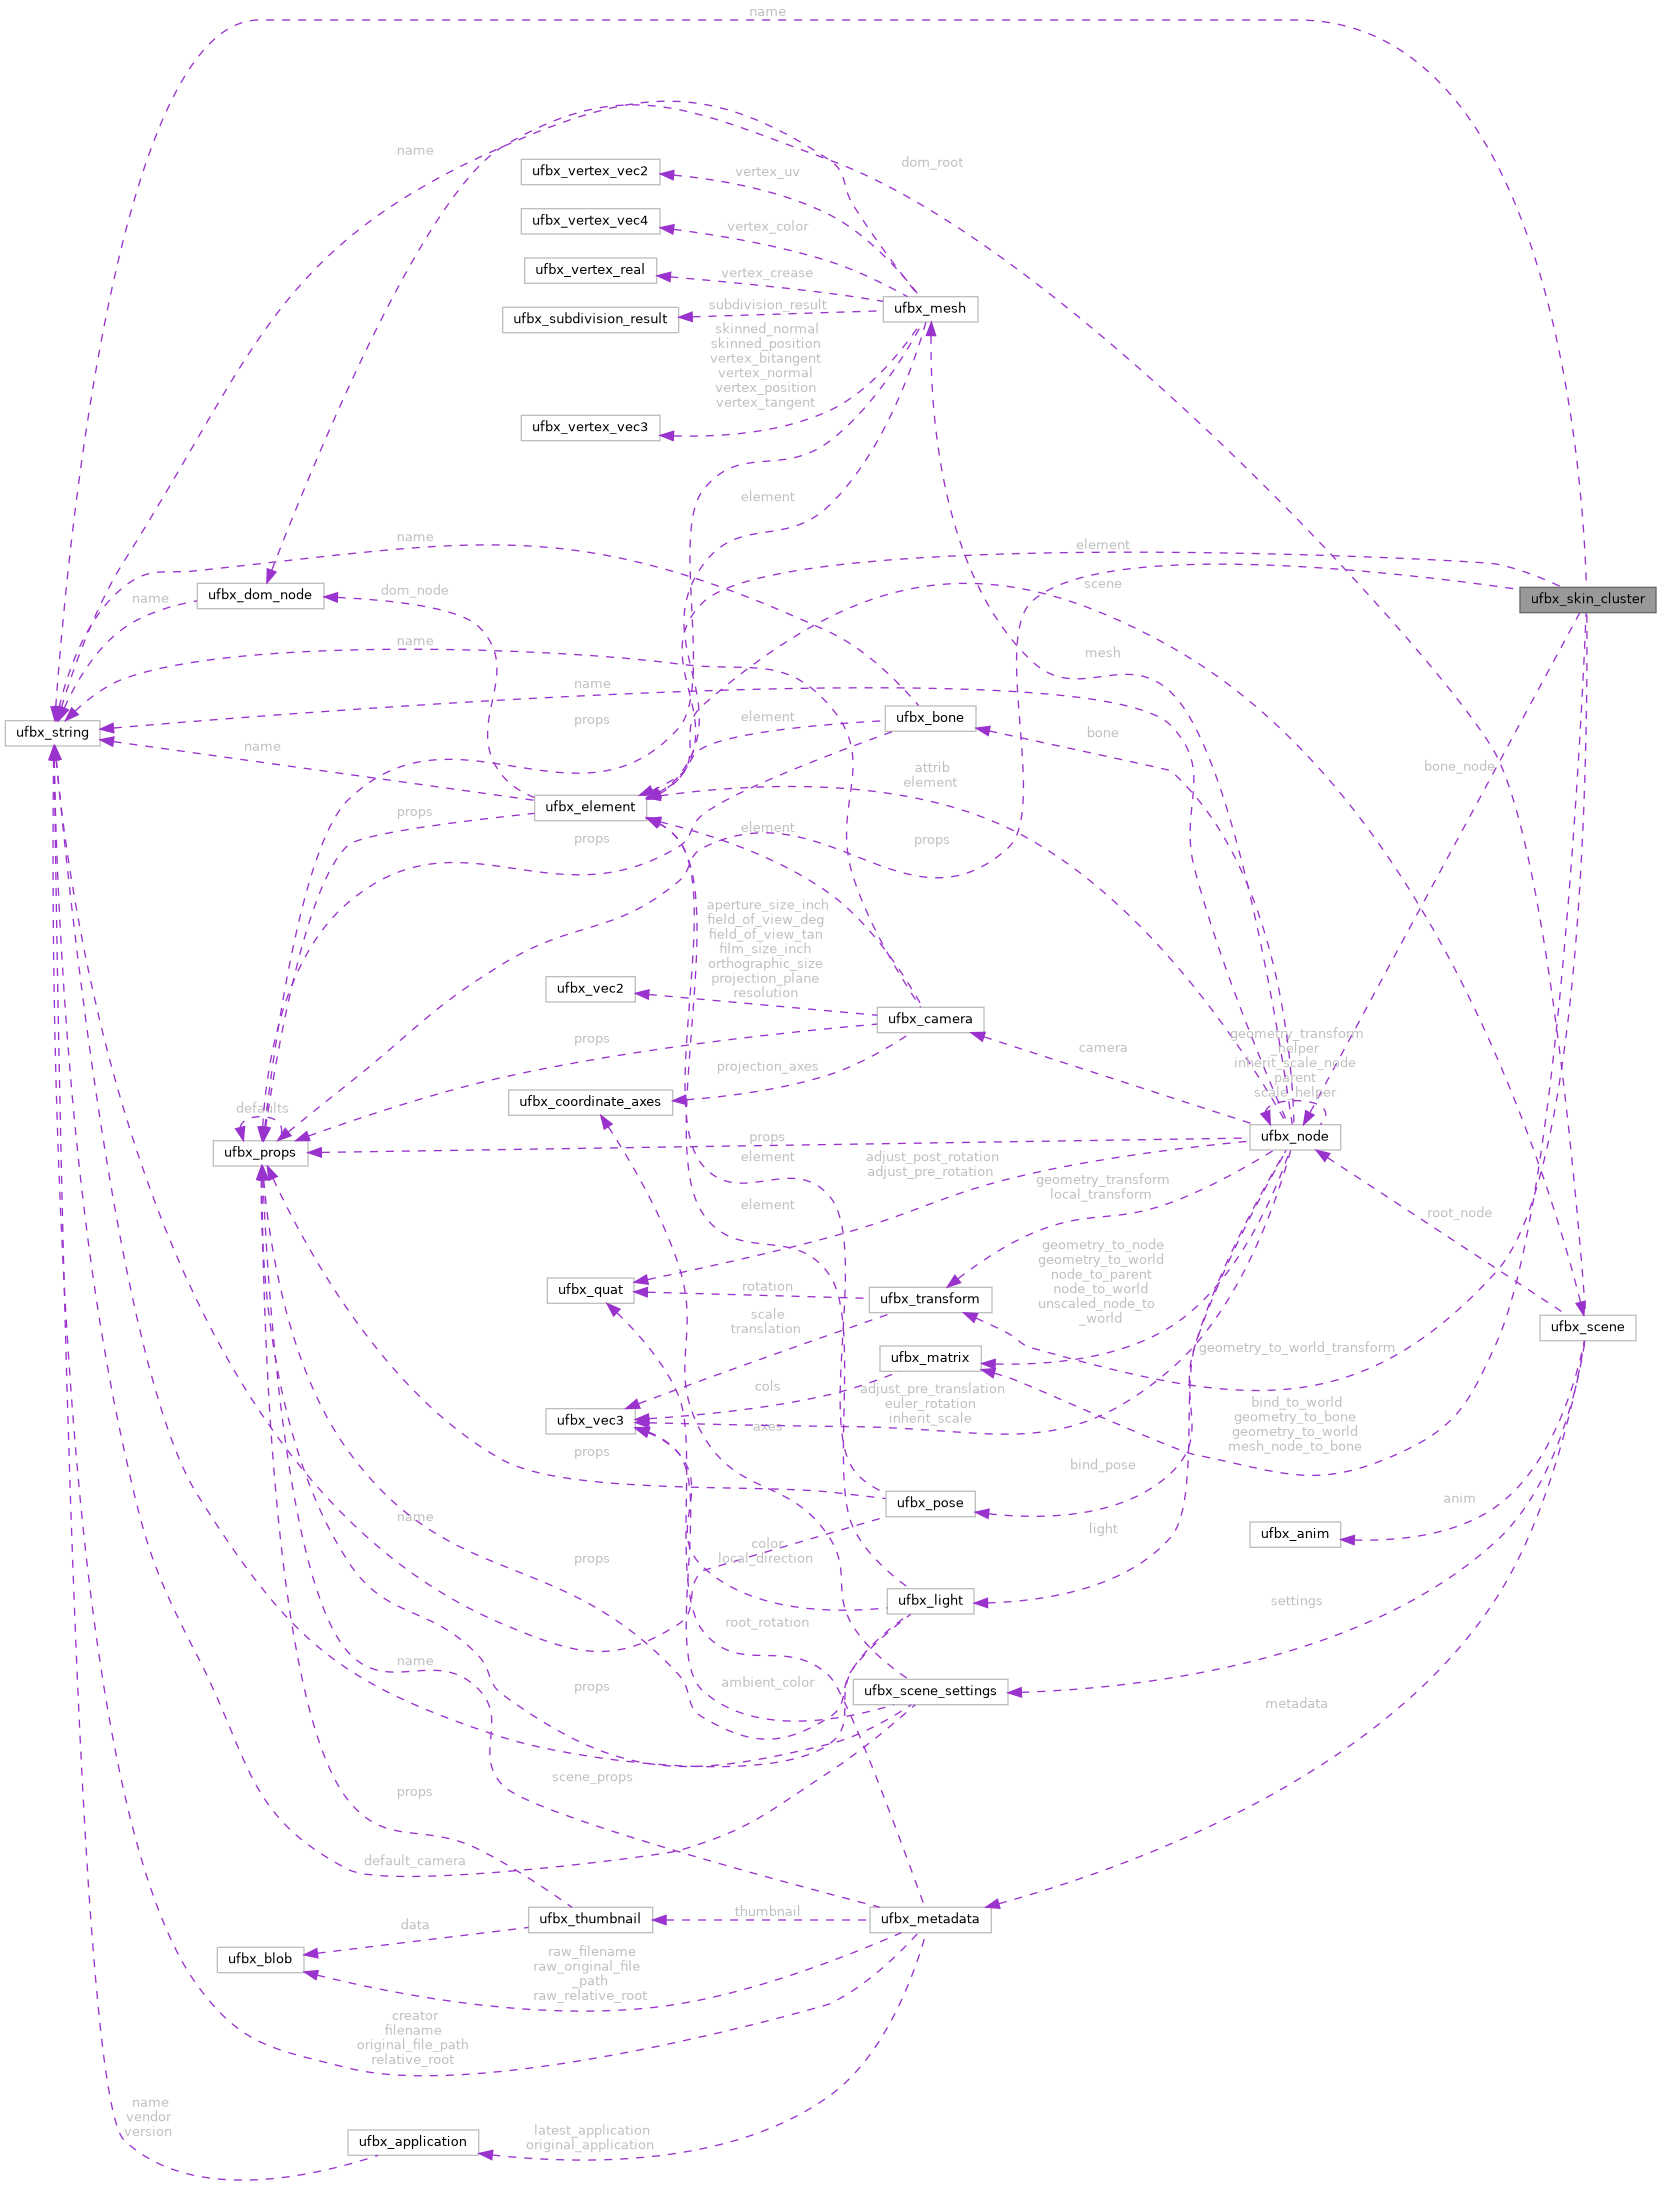 name
name
dom_root
ufbx_vertex_vec2
vertex_uv
ufbx_vertex_vec4
vertex_color
ufbx_vertex_real
vertex_crease
ufbx_mesh
subdivision_result
ufbx_subdivision_result
skinned_normal
skinned_position
vertex_bitangent
vertex_normal
vertex_position
vertex_tangent
ufbx_vertex_vec3
element
name
element
scene
dom_node
ufbx_dom_node
name
ufbx_skin_cluster
name
mesh
name
props
element
ufbx_bone
bone
ufbx_string
name
attrib
element
bone_node
ufbx_element
props
props
element
props
aperture_size_inch
field_of_view_deg
field_of_view_tan
film_size_inch
orthographic_size
projection_plane
resolution
ufbx_vec2
ufbx_camera
props
camera
geometry_transform
_helper
inherit_scale_node
parent
scale_helper
projection_axes
ufbx_coordinate_axes
defaults
ufbx_props
props
ufbx_node
element
adjust_post_rotation
adjust_pre_rotation
geometry_transform
local_transform
element
root_node
geometry_to_node
geometry_to_world
node_to_parent
node_to_world
unscaled_node_to
_world
ufbx_quat
rotation
ufbx_transform
scale
translation
ufbx_scene
ufbx_matrix
geometry_to_world_transform
cols
adjust_pre_translation
euler_rotation
inherit_scale
ufbx_vec3
axes
bind_to_world
geometry_to_bone
geometry_to_world
mesh_node_to_bone
props
bind_pose
ufbx_pose
anim
name
light
ufbx_anim
color
local_direction
props
ufbx_light
settings
root_rotation
name
ambient_color
props
ufbx_scene_settings
metadata
scene_props
props
default_camera
ufbx_thumbnail
thumbnail
ufbx_metadata
data
ufbx_blob
raw_filename
raw_original_file
_path
raw_relative_root
creator
filename
original_file_path
relative_root
name
vendor
version
ufbx_application
latest_application
original_application